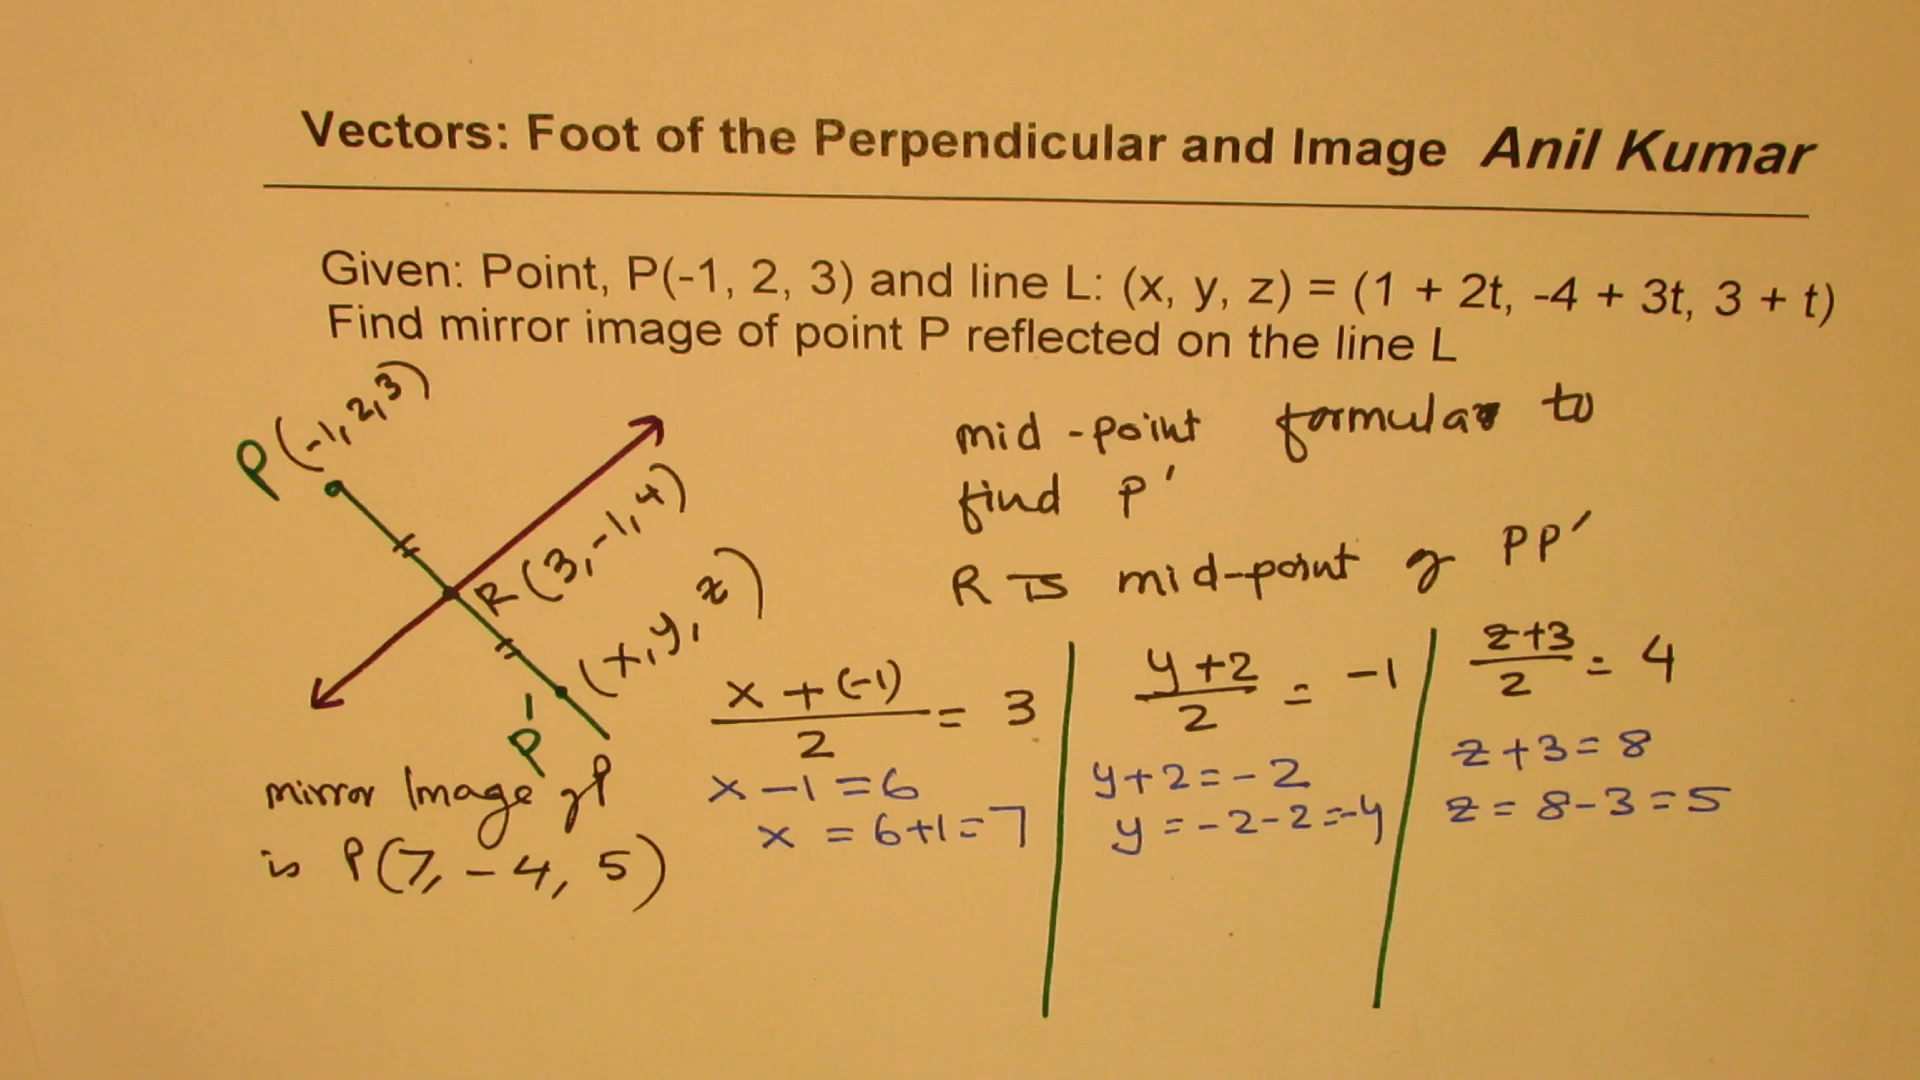 Vectors: Foot of the Perpendicular and Image Anil Kumar
Given: Point, P(-1, 2, 3) and line L: (x, y, z) = (1 + 2t, -4 + 3t, 3 + t)
Find mirror image of point P reflected on the line L
P(-1, 2, 3)
R(3, -1, 4)
(x, y, z)
P'
mirror Image of P
is P(7, -4, 5)
mid-point formula to
find P'
R is mid-point of PP'
(x + (-1))/2 = 3
x - 1 = 6
x = 6+1 = 7
(y+2)/2 = -1
y+2 = -2
y = -2-2 = -4
(z+3)/2 = 4
z+3 = 8
z = 8-3 = 5